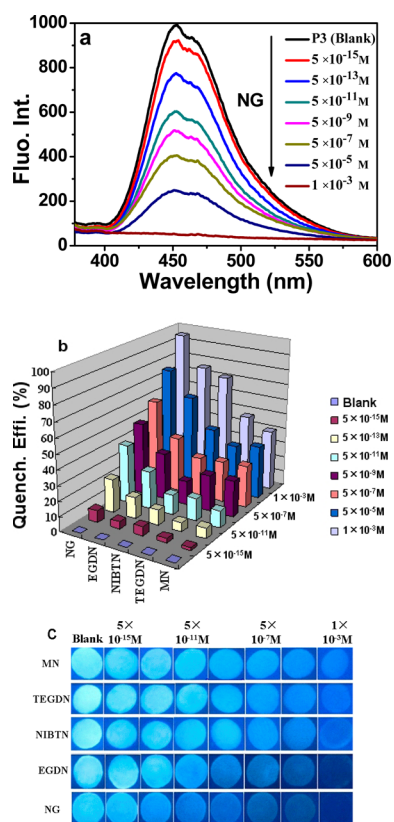 a
1000
800
600
400
200
0
Fluo. Int.
400 450 500 550 600
Wavelength (nm)
NG
P3 (Blank)
5 ×10⁻¹⁵M
5 ×10⁻¹³M
5 ×10⁻¹¹M
5 ×10⁻⁹ M
5 ×10⁻⁷ M
5 ×10⁻⁵ M
1 ×10⁻³ M
b
100
90
80
70
60
50
40
30
20
10
0
Quench. Effi. (%)
NG
EGDN
NIBTN
TEGDN
MN
5×10⁻¹⁵M
5×10⁻¹¹M
5×10⁻⁷M
1×10⁻³M
Blank
5×10⁻¹⁵M
5×10⁻¹³M
5×10⁻¹¹M
5×10⁻⁹M
5×10⁻⁷M
5×10⁻⁵M
1×10⁻³M
C
5× 5× 5× 1×
Blank 10⁻¹⁵M 10⁻¹¹M 10⁻⁷M 10⁻³M
MN
TEGDN
NIBTN
EGDN
NG